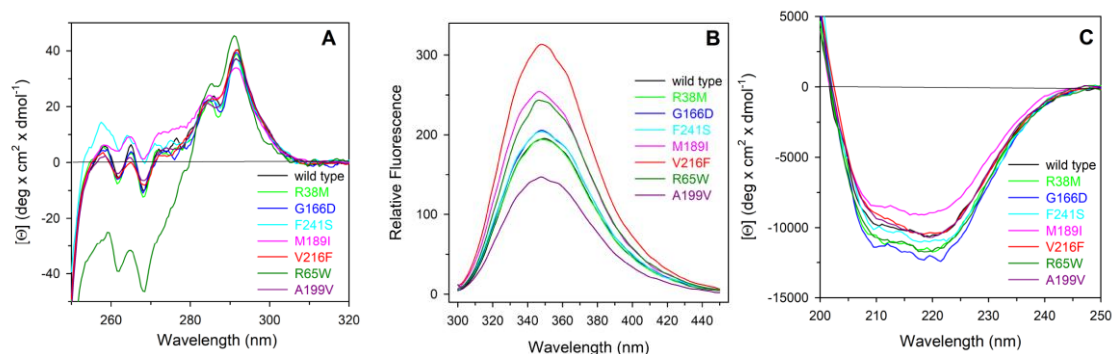 A
[Θ] (deg x cm² x dmol⁻¹)
40
20
0
-20
-40
wild type
R38M
G166D
F241S
M189I
V216F
R65W
A199V
260 280 300 320
Wavelength (nm)
B
Relative Fluorescence
300
200
100
0
wild type
R38M
G166D
F241S
M189I
V216F
R65W
A199V
300 320 340 360 380 400 420 440
Wavelength (nm)
C
[Θ] (deg x cm² x dmol⁻¹)
5000
0
-5000
-10000
-15000
wild type
R38M
G166D
F241S
M189I
V216F
R65W
A199V
200 210 220 230 240 250
Wavelength (nm)